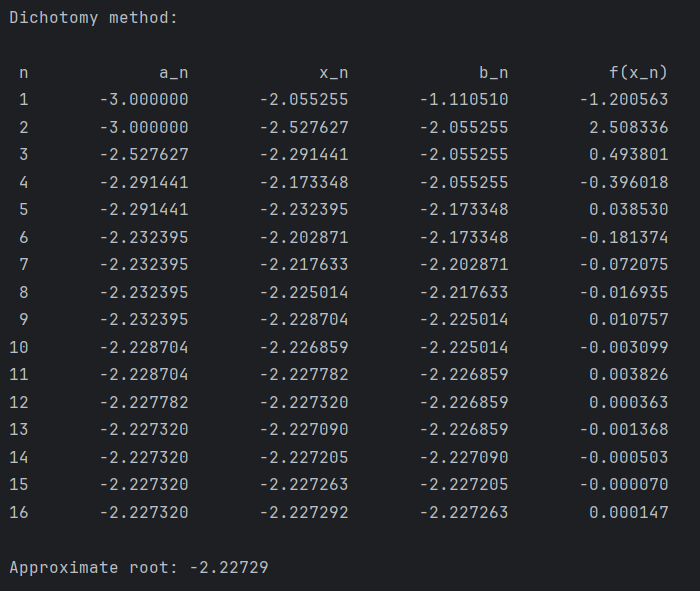 Dichotomy method:
n a_n x_n b_n f(x_n)
1 -3.000000 -2.055255 -1.110510 -1.200563
2 -3.000000 -2.527627 -2.055255 2.508336
3 -2.527627 -2.291441 -2.055255 0.493801
4 -2.291441 -2.173348 -2.055255 -0.396018
5 -2.291441 -2.232395 -2.173348 0.038530
6 -2.232395 -2.202871 -2.173348 -0.181374
7 -2.232395 -2.217633 -2.202871 -0.072075
8 -2.232395 -2.225014 -2.217633 -0.016935
9 -2.232395 -2.228704 -2.225014 0.010757
10 -2.228704 -2.226859 -2.225014 -0.003099
11 -2.228704 -2.227782 -2.226859 0.003826
12 -2.227782 -2.227320 -2.226859 0.000363
13 -2.227320 -2.227090 -2.226859 -0.001368
14 -2.227320 -2.227205 -2.227090 -0.000503
15 -2.227320 -2.227263 -2.227205 -0.000070
16 -2.227320 -2.227292 -2.227263 0.000147
Approximate root: -2.22729